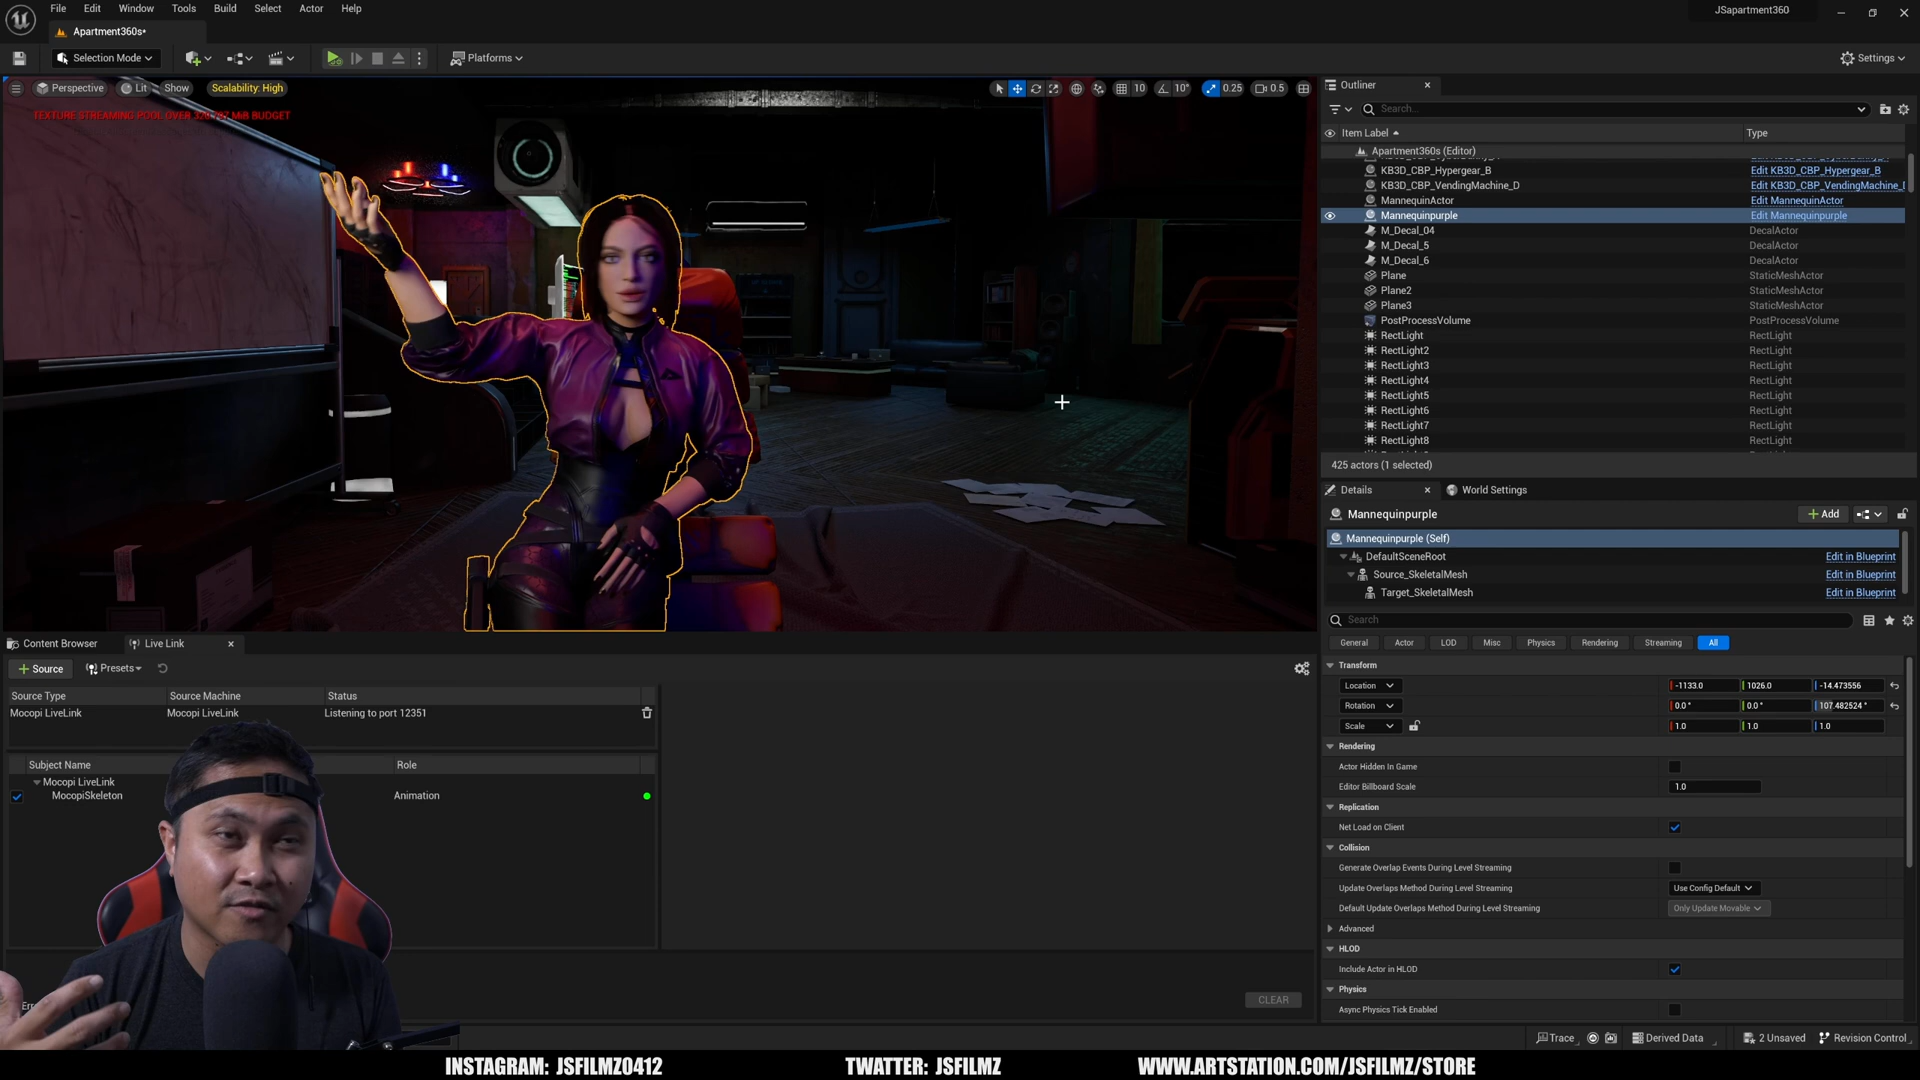 File Edit Window Tools Build Select Actor Help
JSapartment360
Apartment360s*
Selection Mode
Platforms
Settings
Perspective Lit Show Scalability: High
10 10° 0.25 0.5
TEXTURE STREAMING POOL OVER MiB BUDGET
Outliner
Search...
Item Label Type
Apartment360s (Editor)
KB3D_CBP_Hypergear_B Edit KB3D_CBP_Hypergear_B
KB3D_CBP_VendingMachine_D Edit KB3D_CBP_VendingMachine_D
MannequinActor Edit MannequinActor
Mannequinpurple Edit Mannequinpurple
M_Decal_04 DecalActor
M_Decal_5 DecalActor
M_Decal_6 DecalActor
Plane StaticMeshActor
Plane2 StaticMeshActor
Plane3 StaticMeshActor
PostProcessVolume PostProcessVolume
RectLight RectLight
RectLight2 RectLight
RectLight3 RectLight
RectLight4 RectLight
RectLight5 RectLight
RectLight6 RectLight
RectLight7 RectLight
RectLight8 RectLight
425 actors (1 selected)
Details World Settings
Mannequinpurple
Add
Mannequinpurple (Self)
DefaultSceneRoot Edit in Blueprint
Source_SkeletalMesh Edit in Blueprint
Target_SkeletalMesh Edit in Blueprint
Search
General Actor LOD Misc Physics Rendering Streaming All
Transform
Location -1133.0 1026.0 -14.473556
Rotation 0.0° 0.0° 107.482524°
Scale 1.0 1.0 1.0
Rendering
Actor Hidden In Game
Editor Billboard Scale 1.0
Replication
Net Load on Client
Collision
Generate Overlap Events During Level Streaming
Update Overlaps Method During Level Streaming Use Config Default
Default Update Overlaps Method During Level Streaming Only Update Movable
Advanced
HLOD
Include Actor in HLOD
Physics
Async Physics Tick Enabled
Content Browser Live Link
Source Presets
Source Type Source Machine Status
Mocopi LiveLink Mocopi LiveLink Listening to port 12351
Subject Name Role
Mocopi LiveLink
MocopiSkeleton Animation
CLEAR
Trace Derived Data 2 Unsaved Revision Control
INSTAGRAM: JSFILMZ0412 TWATTER: JSFILMZ WWW.ARTSTATION.COM/JSFILMZ/STORE